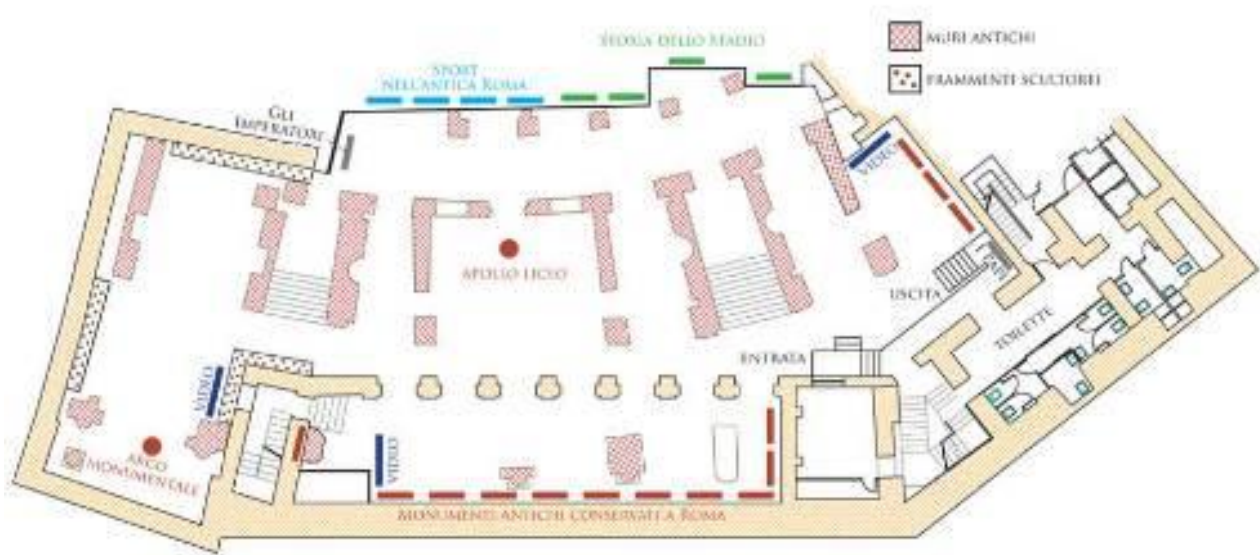 STORIA DELLO STADIO
MURI ANTICHI
SPORT
NELL'ANTICA ROMA
FRAMMENTI SCULTOREI
GLI
IMPERATORI
VIDEO
APOLLO LICEO
USCITA
TOILETTE
ENTRATA
VIDEO
VIDEO
ARCO
MONUMENTALE
MONUMENTI ANTICHI CONSERVATI A ROMA